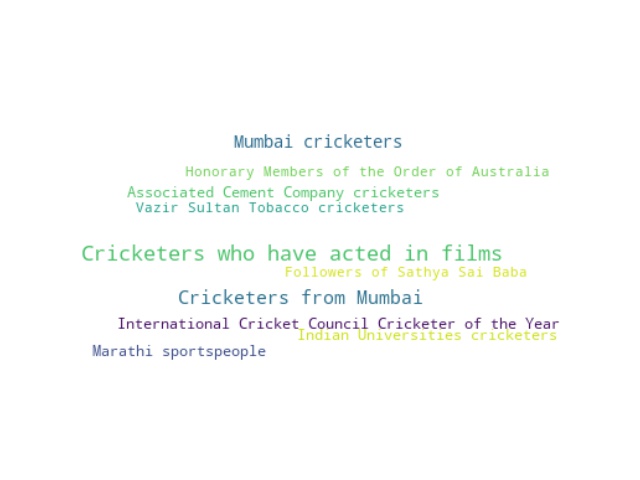 Mumbai cricketers
Honorary Members of the Order of Australia
Associated Cement Company cricketers
Vazir Sultan Tobacco cricketers
Cricketers who have acted in films
Followers of Sathya Sai Baba
Cricketers from Mumbai
International Cricket Council Cricketer of the Year
Indian Universities cricketers
Marathi sportspeople